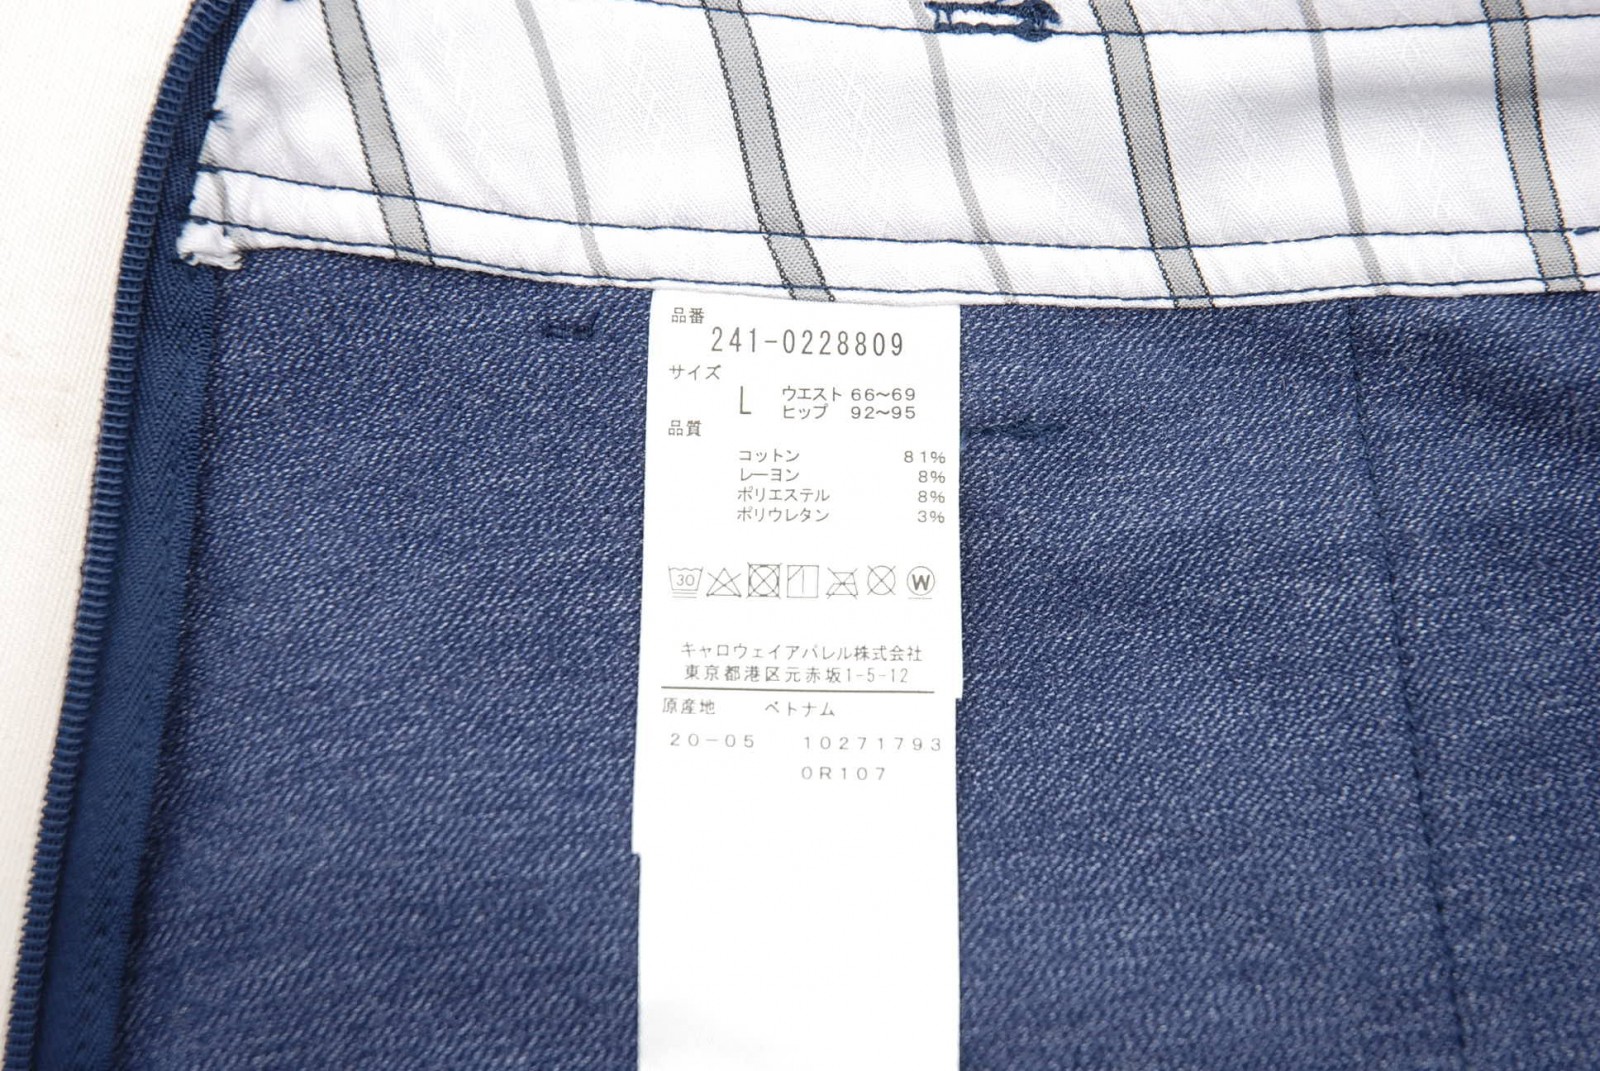 品番
241-0228809
サイズ
L ウエスト 66～69
ヒップ 92～95
品質
コットン 81%
レーヨン 8%
ポリエステル 8%
ポリウレタン 3%
30 W
キャロウェイアパレル株式会社
東京都港区元赤坂1-5-12
原産地 ベトナム
20-05 10271793
0R107